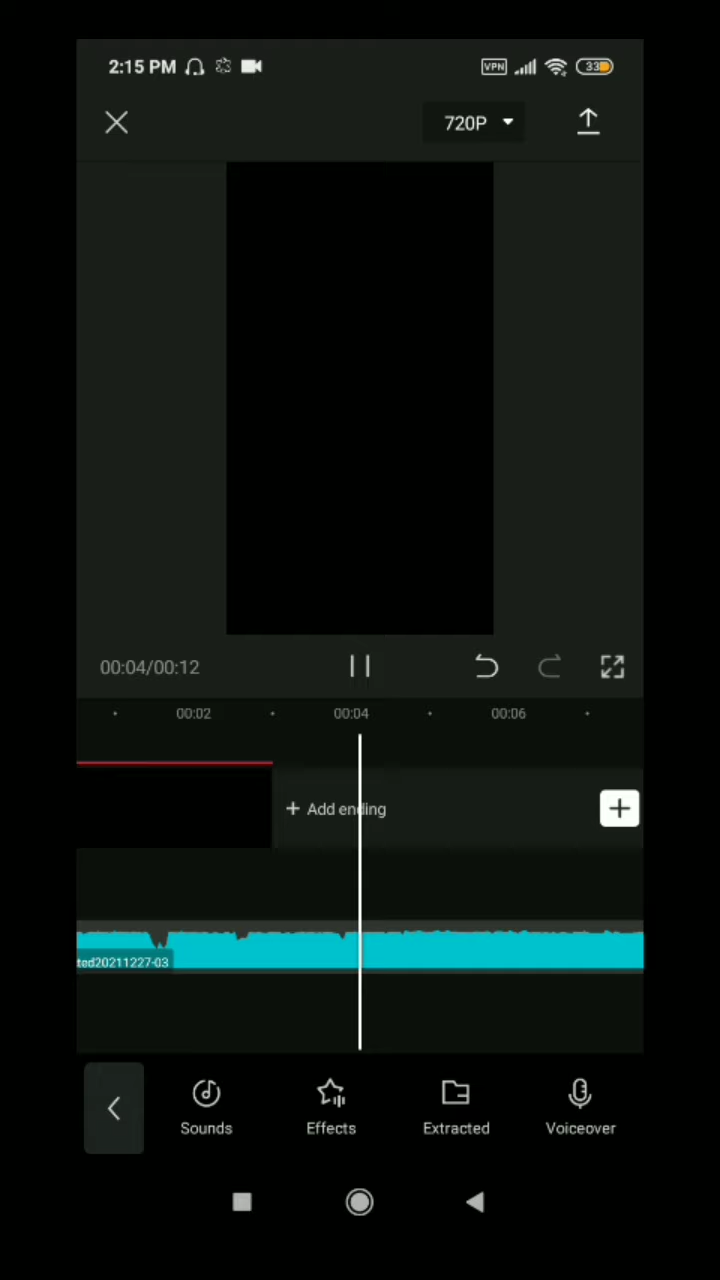 2:15 PM VPN 33
720P
00:04/00:12
00:02 00:04 00:06
+ Add ending
ted20211227-03
Sounds Effects Extracted Voiceover